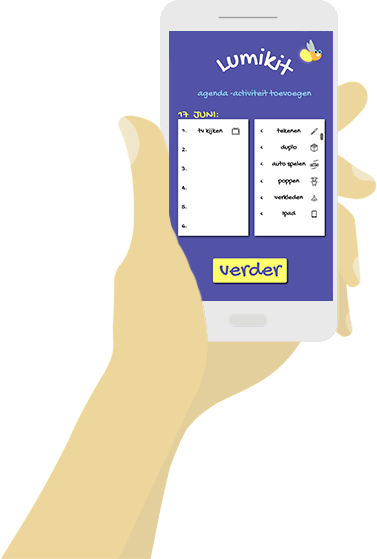 Lumikit
agenda -activiteit toevoegen
17 JUNI:
1. tv kijken
2.
3.
4.
5.
6.
< tekenen
< duplo
< auto spelen
< poppen
< verkleden
< ipad
verder